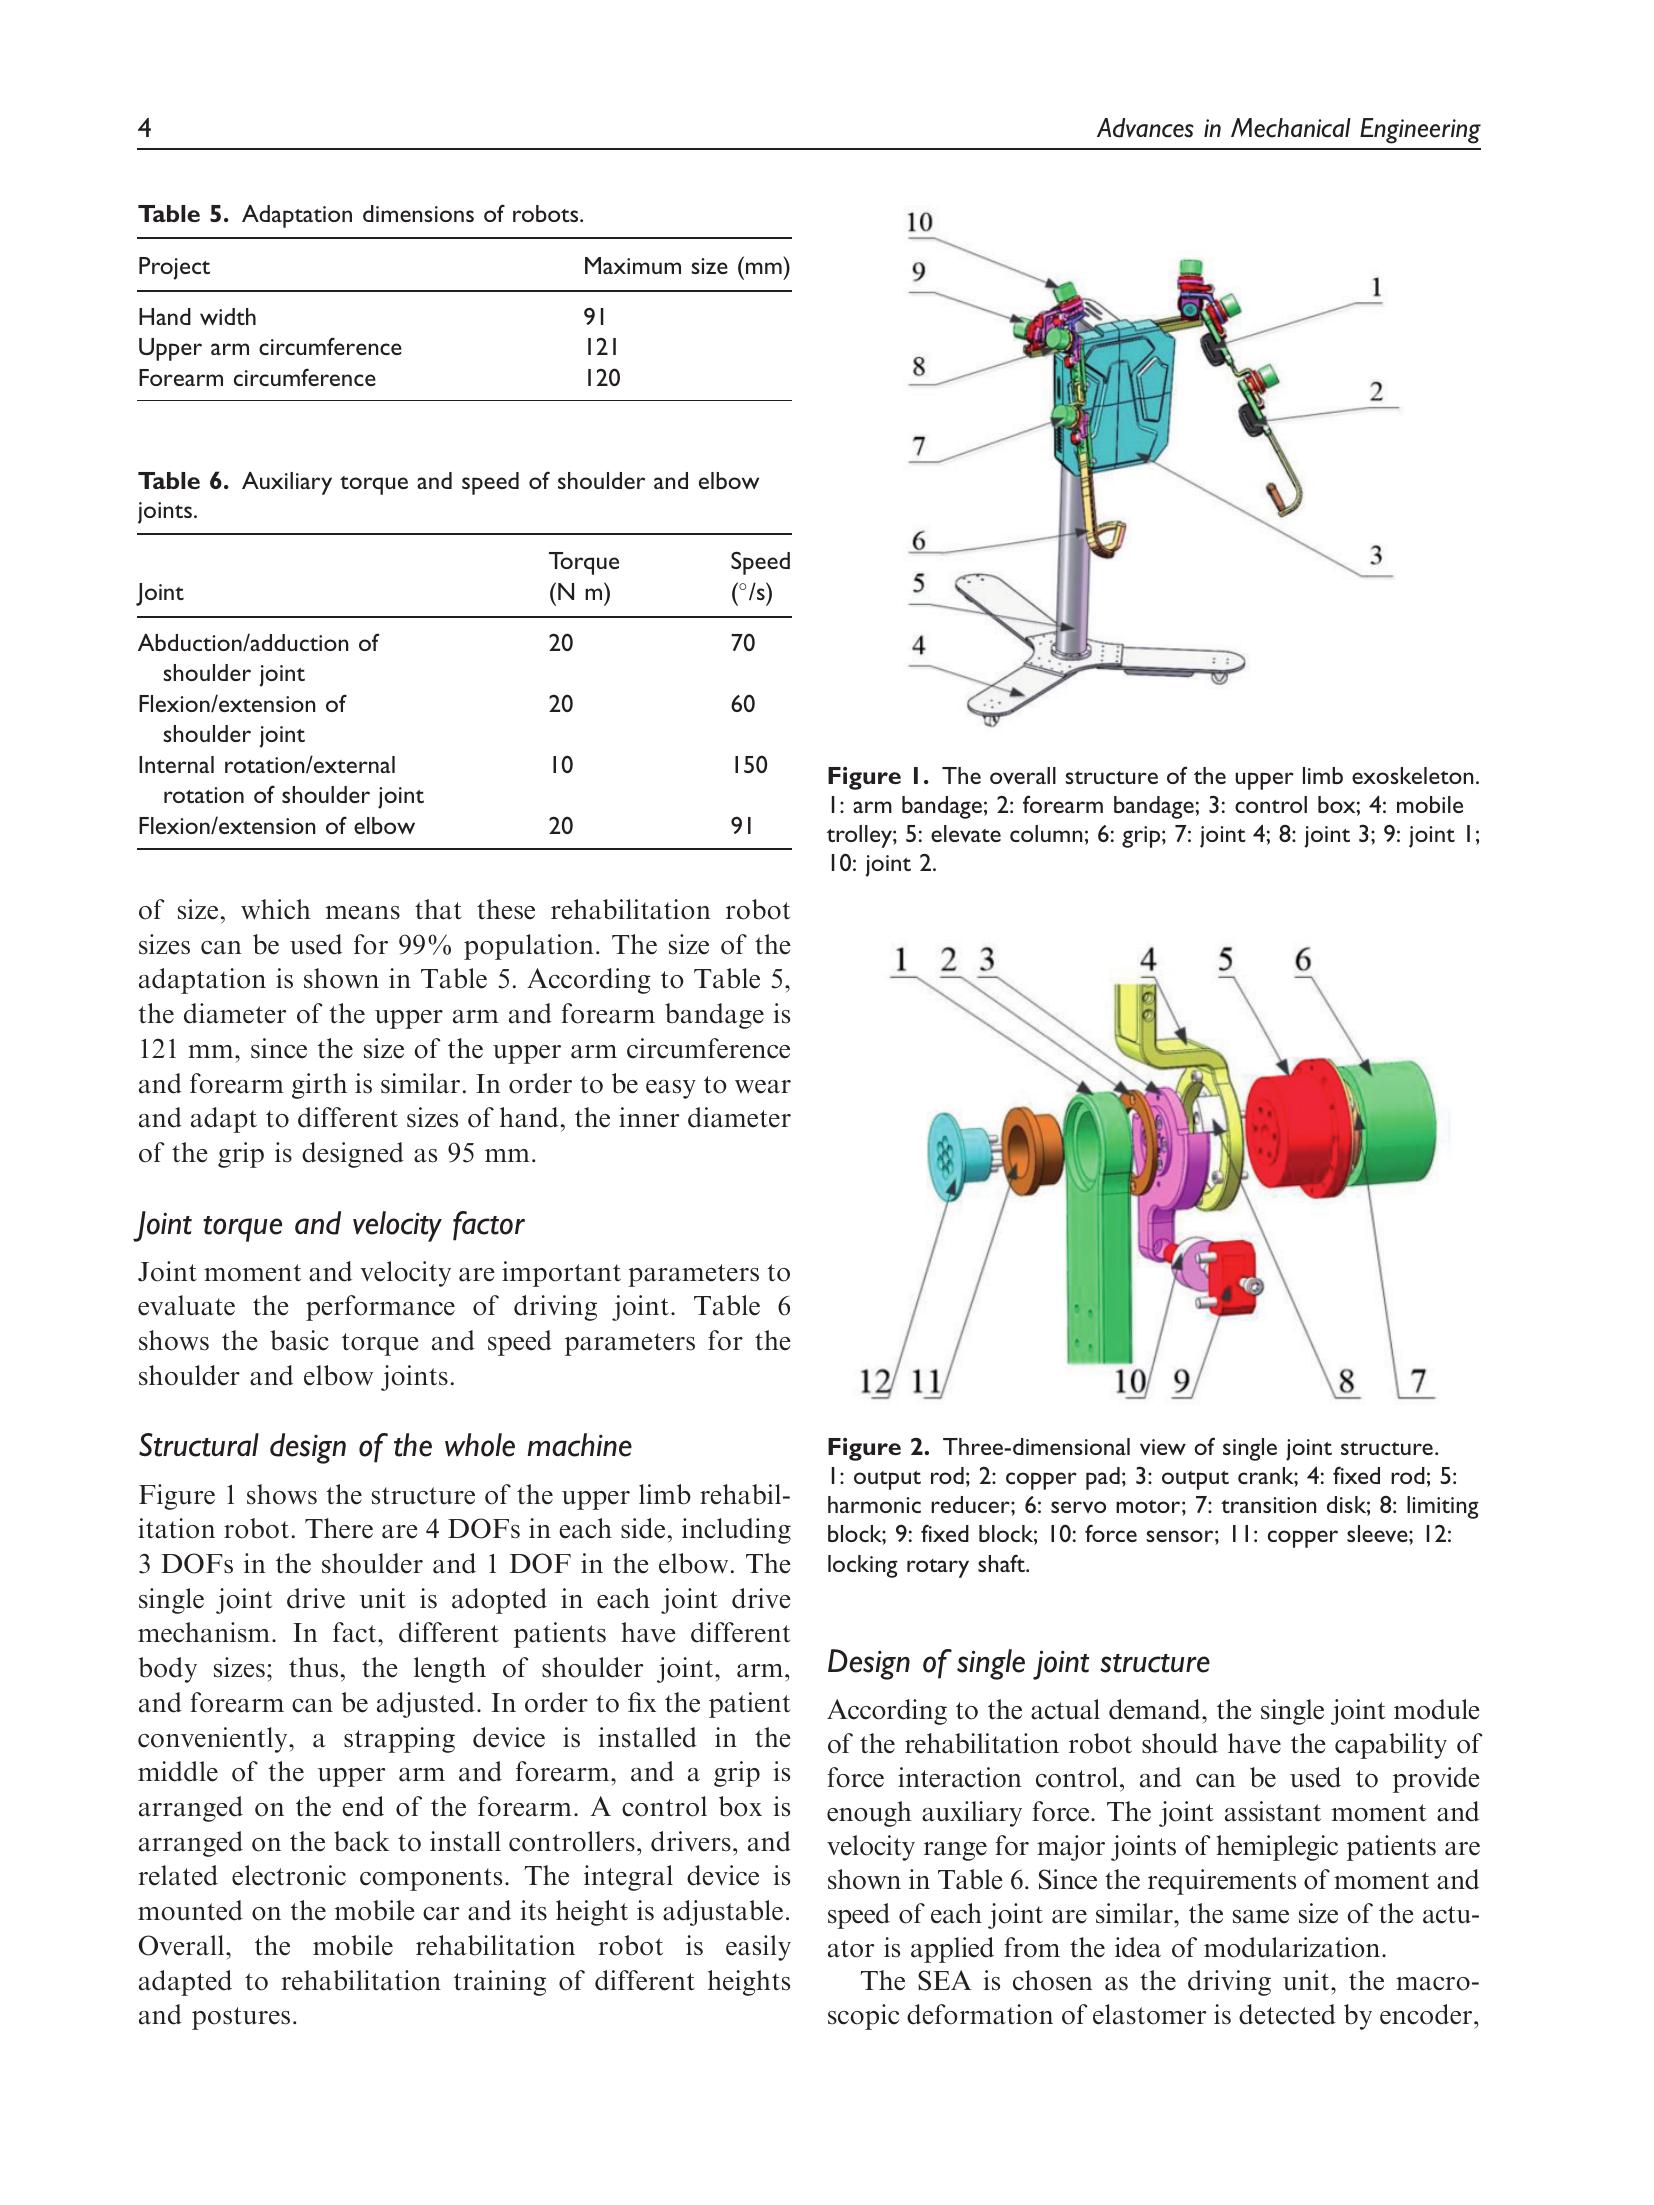 4
Advances in Mechanical Engineering
Table 5. Adaptation dimensions of robots.
Project Maximum size (mm)
Hand width 91
Upper arm circumference 121
Forearm circumference 120
Table 6. Auxiliary torque and speed of shoulder and elbow
joints.
Joint Torque (N m) Speed (°/s)
Abduction/adduction of 20 70
shoulder joint
Flexion/extension of 20 60
shoulder joint
Internal rotation/external 10 150
rotation of shoulder joint
Flexion/extension of elbow 20 91
of size, which means that these rehabilitation robot
sizes can be used for 99% population. The size of the
adaptation is shown in Table 5. According to Table 5,
the diameter of the upper arm and forearm bandage is
121 mm, since the size of the upper arm circumference
and forearm girth is similar. In order to be easy to wear
and adapt to different sizes of hand, the inner diameter
of the grip is designed as 95 mm.
Joint torque and velocity factor
Joint moment and velocity are important parameters to
evaluate the performance of driving joint. Table 6
shows the basic torque and speed parameters for the
shoulder and elbow joints.
Structural design of the whole machine
Figure 1 shows the structure of the upper limb rehabil-
itation robot. There are 4 DOFs in each side, including
3 DOFs in the shoulder and 1 DOF in the elbow. The
single joint drive unit is adopted in each joint drive
mechanism. In fact, different patients have different
body sizes; thus, the length of shoulder joint, arm,
and forearm can be adjusted. In order to fix the patient
conveniently, a strapping device is installed in the
middle of the upper arm and forearm, and a grip is
arranged on the end of the forearm. A control box is
arranged on the back to install controllers, drivers, and
related electronic components. The integral device is
mounted on the mobile car and its height is adjustable.
Overall, the mobile rehabilitation robot is easily
adapted to rehabilitation training of different heights
and postures.
10
9
8
7
6
5
4
1
2
3
Figure 1. The overall structure of the upper limb exoskeleton.
1: arm bandage; 2: forearm bandage; 3: control box; 4: mobile
trolley; 5: elevate column; 6: grip; 7: joint 4; 8: joint 3; 9: joint 1;
10: joint 2.
1 2 3 4 5 6
12 11 10 9 8 7
Figure 2. Three-dimensional view of single joint structure.
1: output rod; 2: copper pad; 3: output crank; 4: fixed rod; 5:
harmonic reducer; 6: servo motor; 7: transition disk; 8: limiting
block; 9: fixed block; 10: force sensor; 11: copper sleeve; 12:
locking rotary shaft.
Design of single joint structure
According to the actual demand, the single joint module
of the rehabilitation robot should have the capability of
force interaction control, and can be used to provide
enough auxiliary force. The joint assistant moment and
velocity range for major joints of hemiplegic patients are
shown in Table 6. Since the requirements of moment and
speed of each joint are similar, the same size of the actu-
ator is applied from the idea of modularization.
The SEA is chosen as the driving unit, the macro-
scopic deformation of elastomer is detected by encoder,